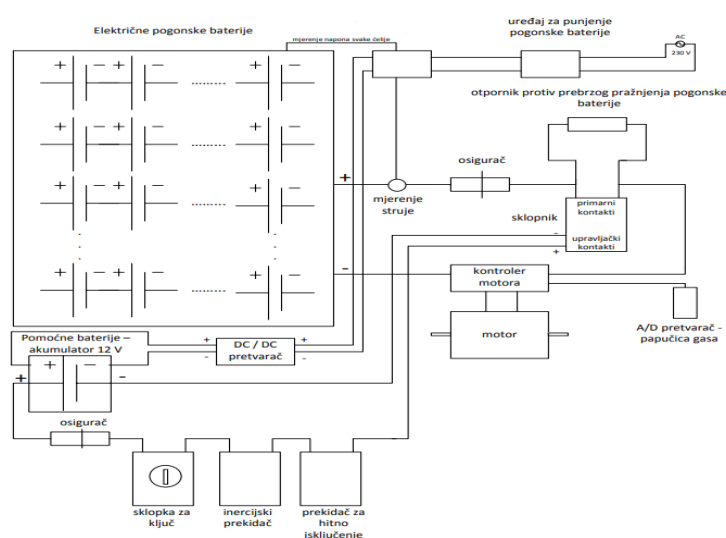 Električne pogonske baterije
mjerenje napona svake ćelije
uređaj za punjenje
pogonske baterije
AC
230 V
otpornik protiv prebrzog pražnjenja pogonske
baterije
+ − + − + −
........
+ − + − + −
........
+ − + − + −
........
+ − + − + −
........
+
-
mjerenje
struje
osigurač
sklopnik
primarni
kontakti
upravljački
kontakti
-
+
kontroler
motora
motor
A/D pretvarač -
papučica gasa
Pomoćne baterije –
akumulator 12 V
+ −
+
-
+
-
DC / DC
pretvarač
+
-
osigurač
sklopka za
ključ
inercijski
prekidač
prekidač za
hitno
isključenje